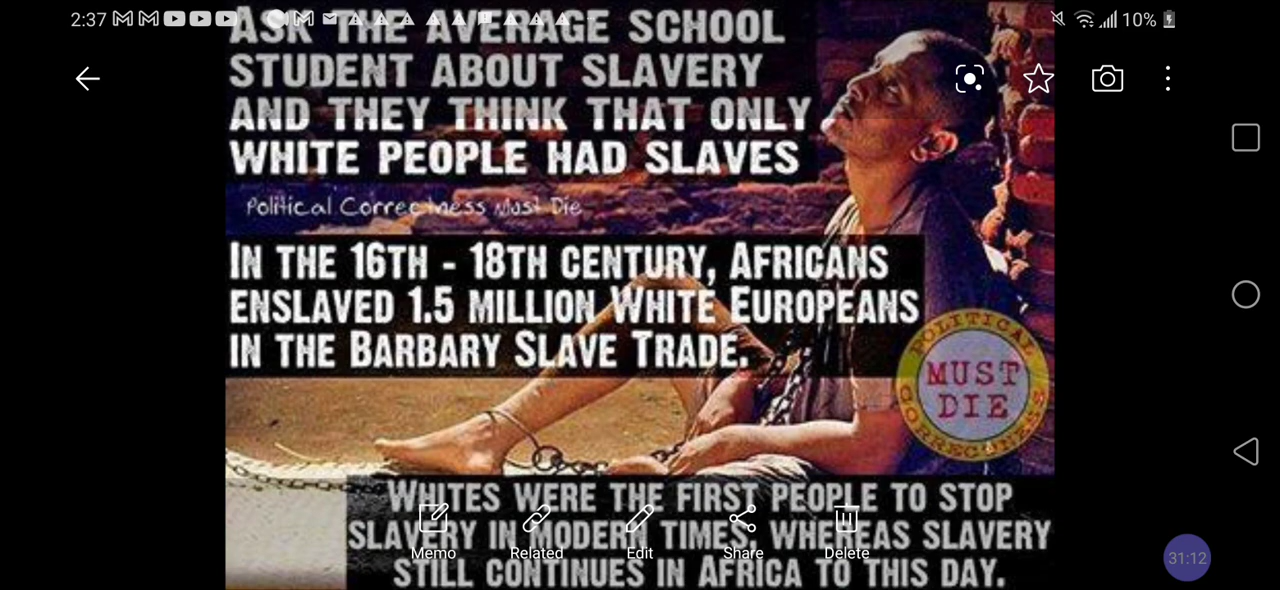 2:37
10%
ASK THE AVERAGE SCHOOL
STUDENT ABOUT SLAVERY
AND THEY THINK THAT ONLY
WHITE PEOPLE HAD SLAVES
Political Correctness Must Die
IN THE 16TH - 18TH CENTURY, AFRICANS
ENSLAVED 1.5 MILLION WHITE EUROPEANS
IN THE BARBARY SLAVE TRADE.
POLITICAL
MUST
DIE
CORRECTNESS
WHITES WERE THE FIRST PEOPLE TO STOP
SLAVERY IN MODERN TIMES, WHEREAS SLAVERY
STILL CONTINUES IN AFRICA TO THIS DAY.
Memo Related Edit Share Delete
31:12